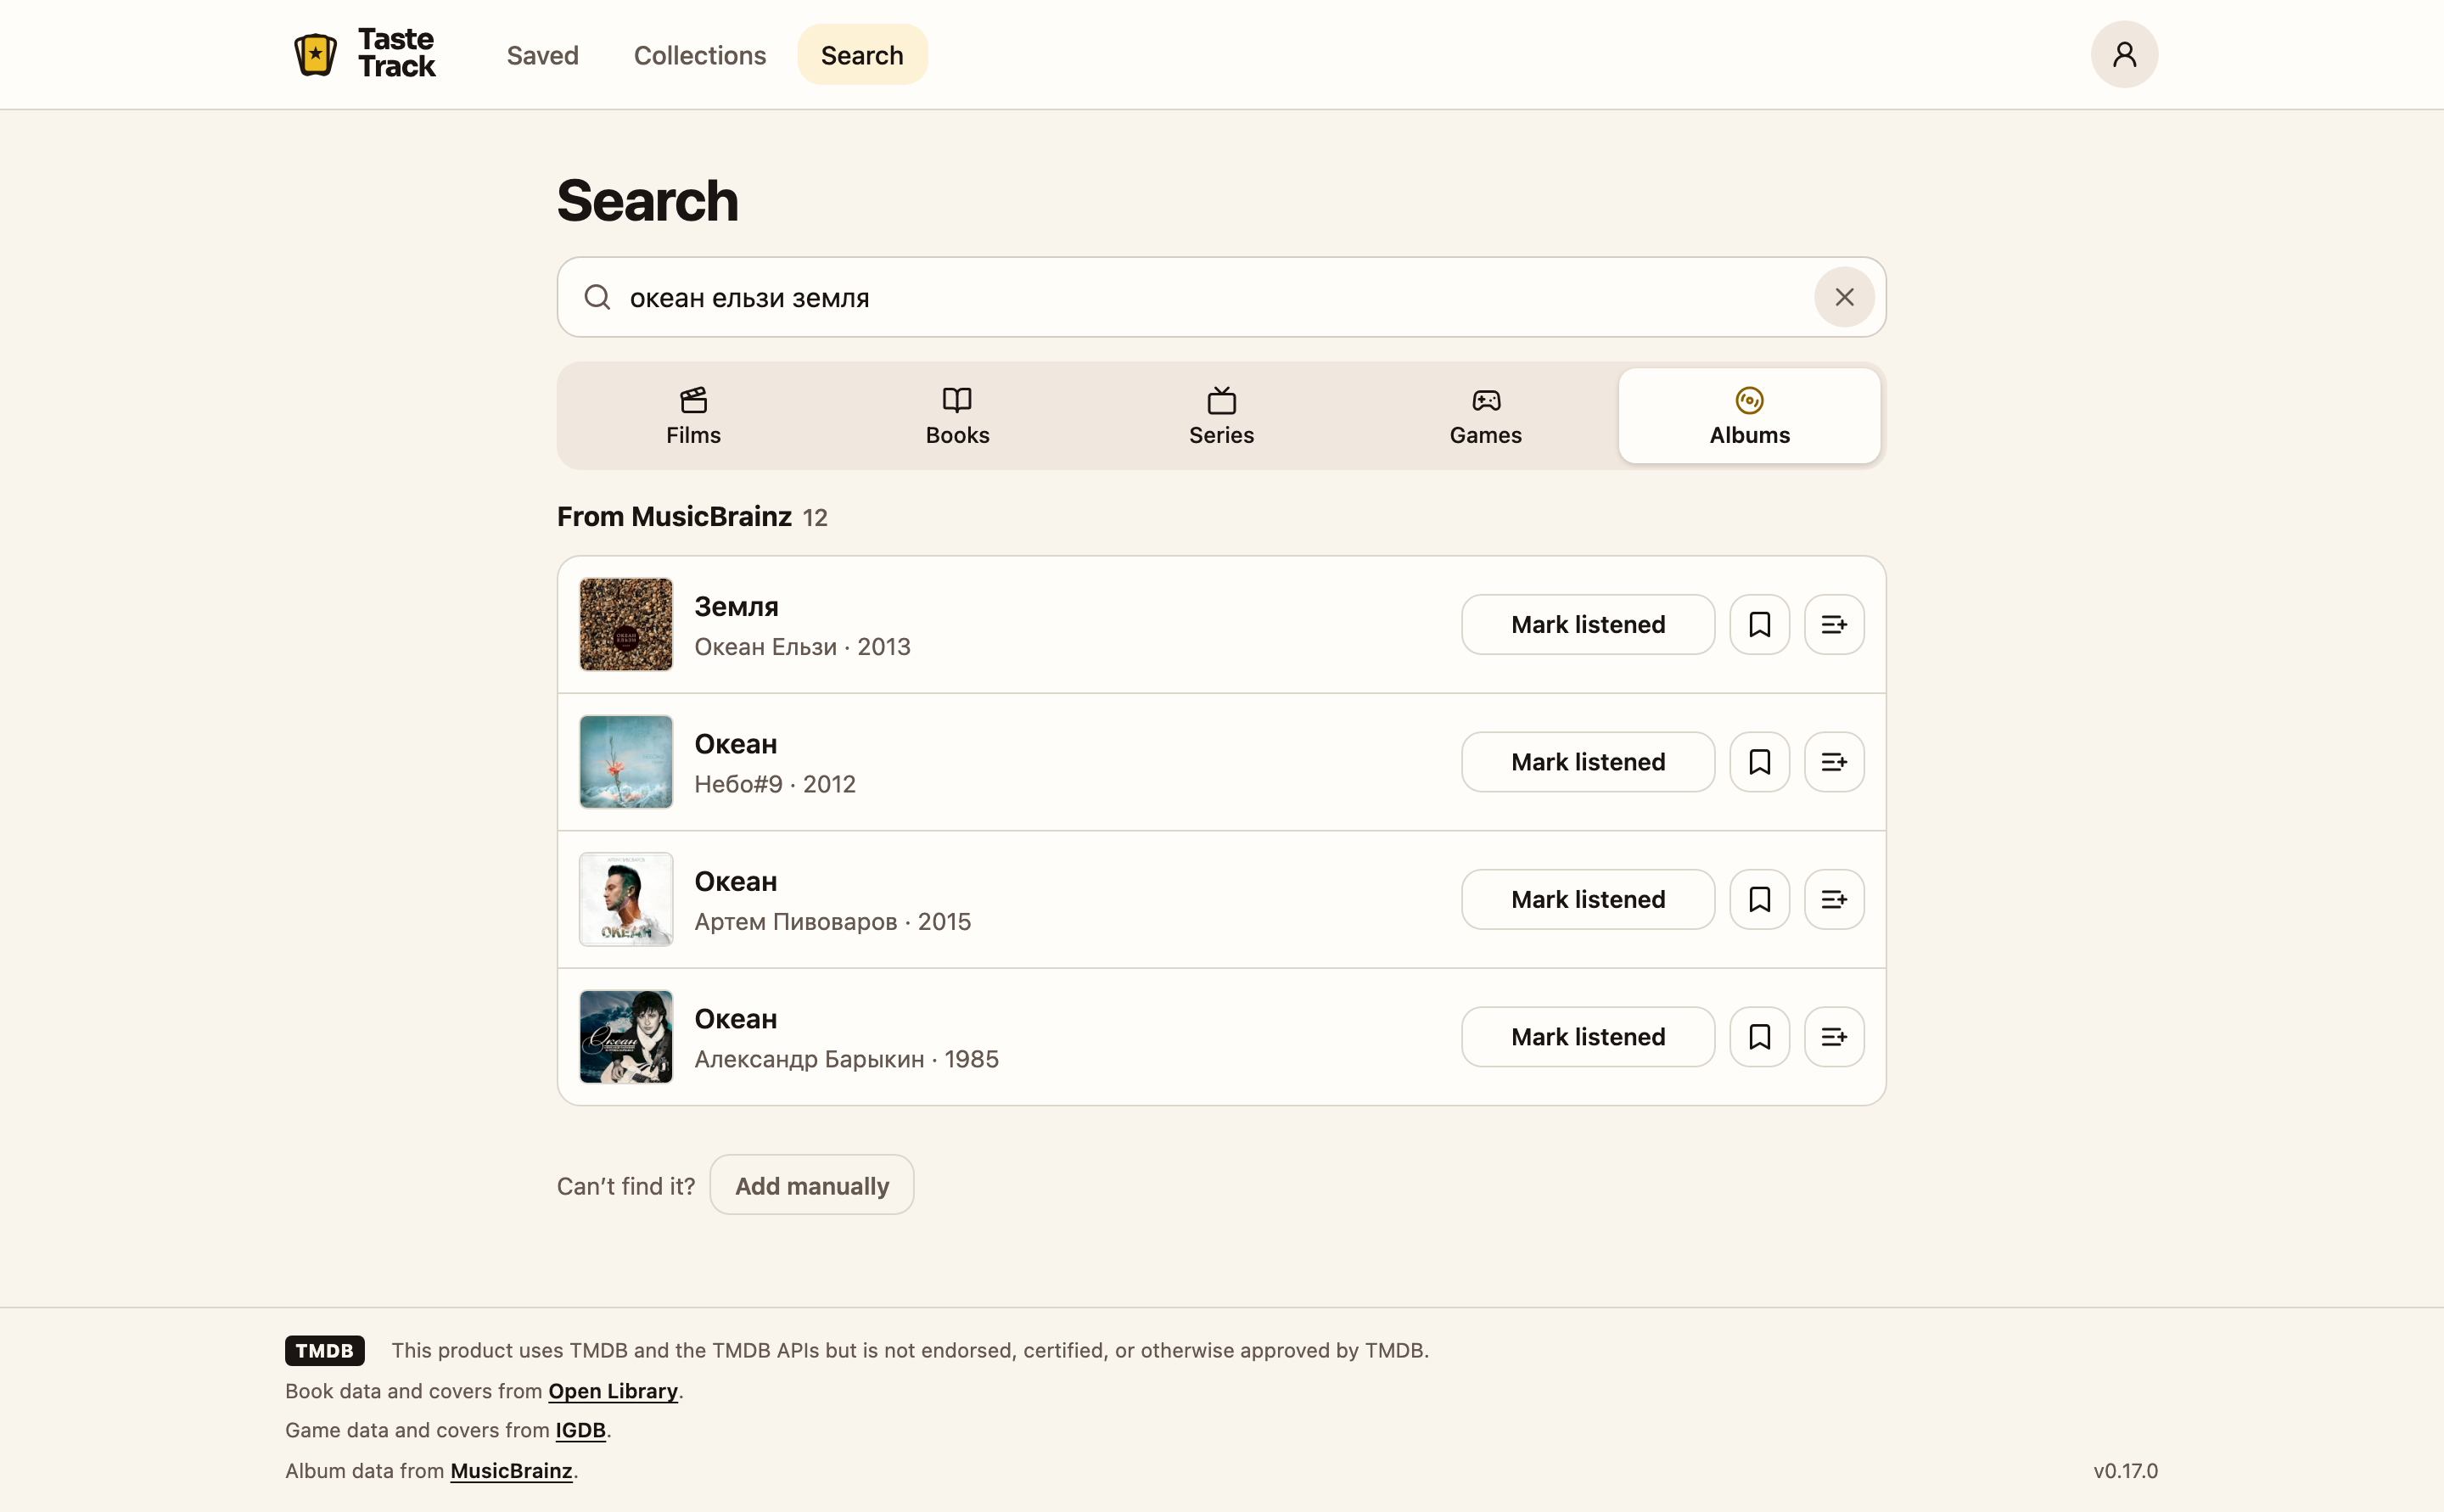 Taste
Track
Saved
Collections
Search
Search
океан ельзи земля
Films
Books
Series
Games
Albums
From MusicBrainz 12
Земля
Океан Ельзи · 2013
Mark listened
Океан
Небо#9 · 2012
Mark listened
Океан
Артем Пивоваров · 2015
Mark listened
ОКЕАН
Океан
Александр Барыкин · 1985
Mark listened
Океан
Can’t find it?
Add manually
TMDB
This product uses TMDB and the TMDB APIs but is not endorsed, certified, or otherwise approved by TMDB.
Book data and covers from Open Library.
Game data and covers from IGDB.
Album data from MusicBrainz.
v0.17.0